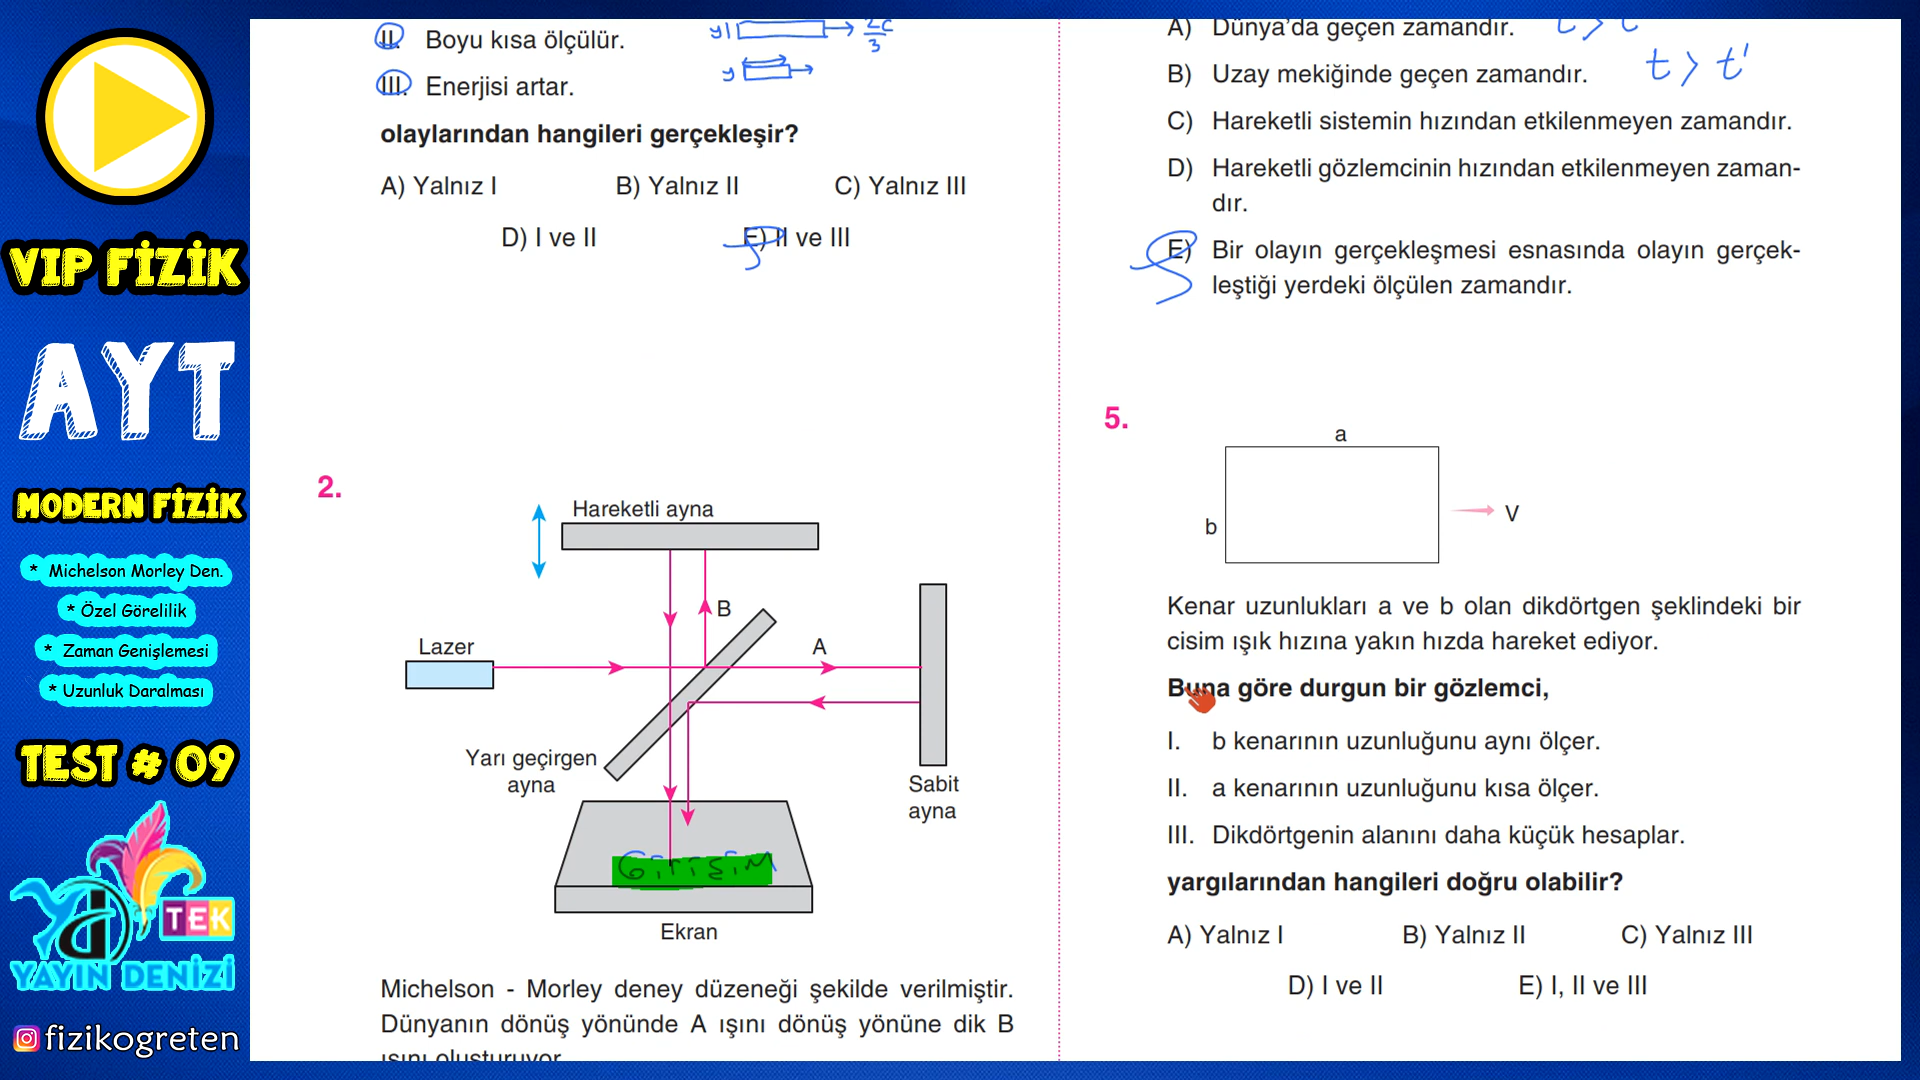 VIP FİZİK
AYT
MODERN FİZİK
* Michelson Morley Den.
* Özel Görelilik
* Zaman Genişlemesi
* Uzunluk Daralması
TEST # 09
TEK
YAYIN DENİZİ
fizikogreten
II. Boyu kısa ölçülür.
y| 2c/3
III. Enerjisi artar.
y
olaylarından hangileri gerçekleşir?
A) Yalnız I B) Yalnız II C) Yalnız III
D) I ve II E) II ve III
2.
Hareketli ayna
B
Lazer
A
Yarı geçirgen
ayna
Sabit
ayna
Girişim
Ekran
Michelson - Morley deney düzeneği şekilde verilmiştir.
Dünyanın dönüş yönünde A ışını dönüş yönüne dik B
ışını oluşturuyor.
A) Dünya’da geçen zamandır.
B) Uzay mekiğinde geçen zamandır. t > t'
C) Hareketli sistemin hızından etkilenmeyen zamandır.
D) Hareketli gözlemcinin hızından etkilenmeyen zaman-
dır.
E) Bir olayın gerçekleşmesi esnasında olayın gerçek-
leştiği yerdeki ölçülen zamandır.
5.
a
b
V
Kenar uzunlukları a ve b olan dikdörtgen şeklindeki bir
cisim ışık hızına yakın hızda hareket ediyor.
Buna göre durgun bir gözlemci,
I. b kenarının uzunluğunu aynı ölçer.
II. a kenarının uzunluğunu kısa ölçer.
III. Dikdörtgenin alanını daha küçük hesaplar.
yargılarından hangileri doğru olabilir?
A) Yalnız I B) Yalnız II C) Yalnız III
D) I ve II E) I, II ve III